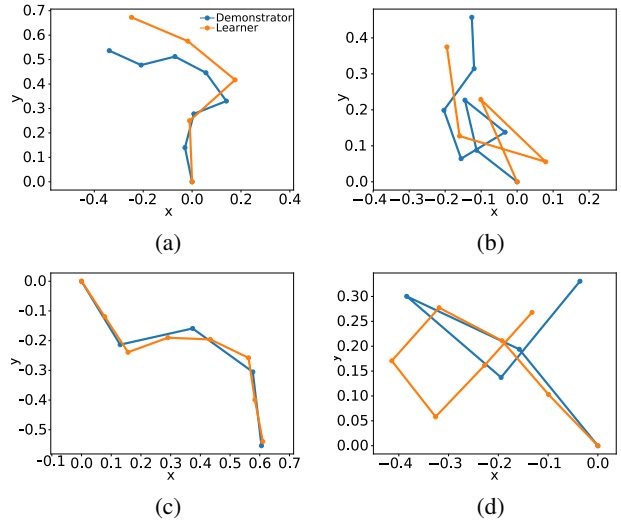 0.7
0.6
0.5
0.4
0.3
0.2
0.1
0.0
y
−0.4 −0.2 0.0 0.2 0.4
x
Demonstrator
Learner
(a)
0.4
0.3
0.2
0.1
0.0
y
−0.4 −0.3 −0.2 −0.1 0.0 0.1 0.2
x
(b)
0.0
-0.1
-0.2
-0.3
-0.4
-0.5
y
-0.1 0.0 0.1 0.2 0.3 0.4 0.5 0.6 0.7
x
(c)
0.30
0.25
0.20
0.15
0.10
0.05
0.00
y
−0.4 −0.3 −0.2 −0.1 0.0
x
(d)